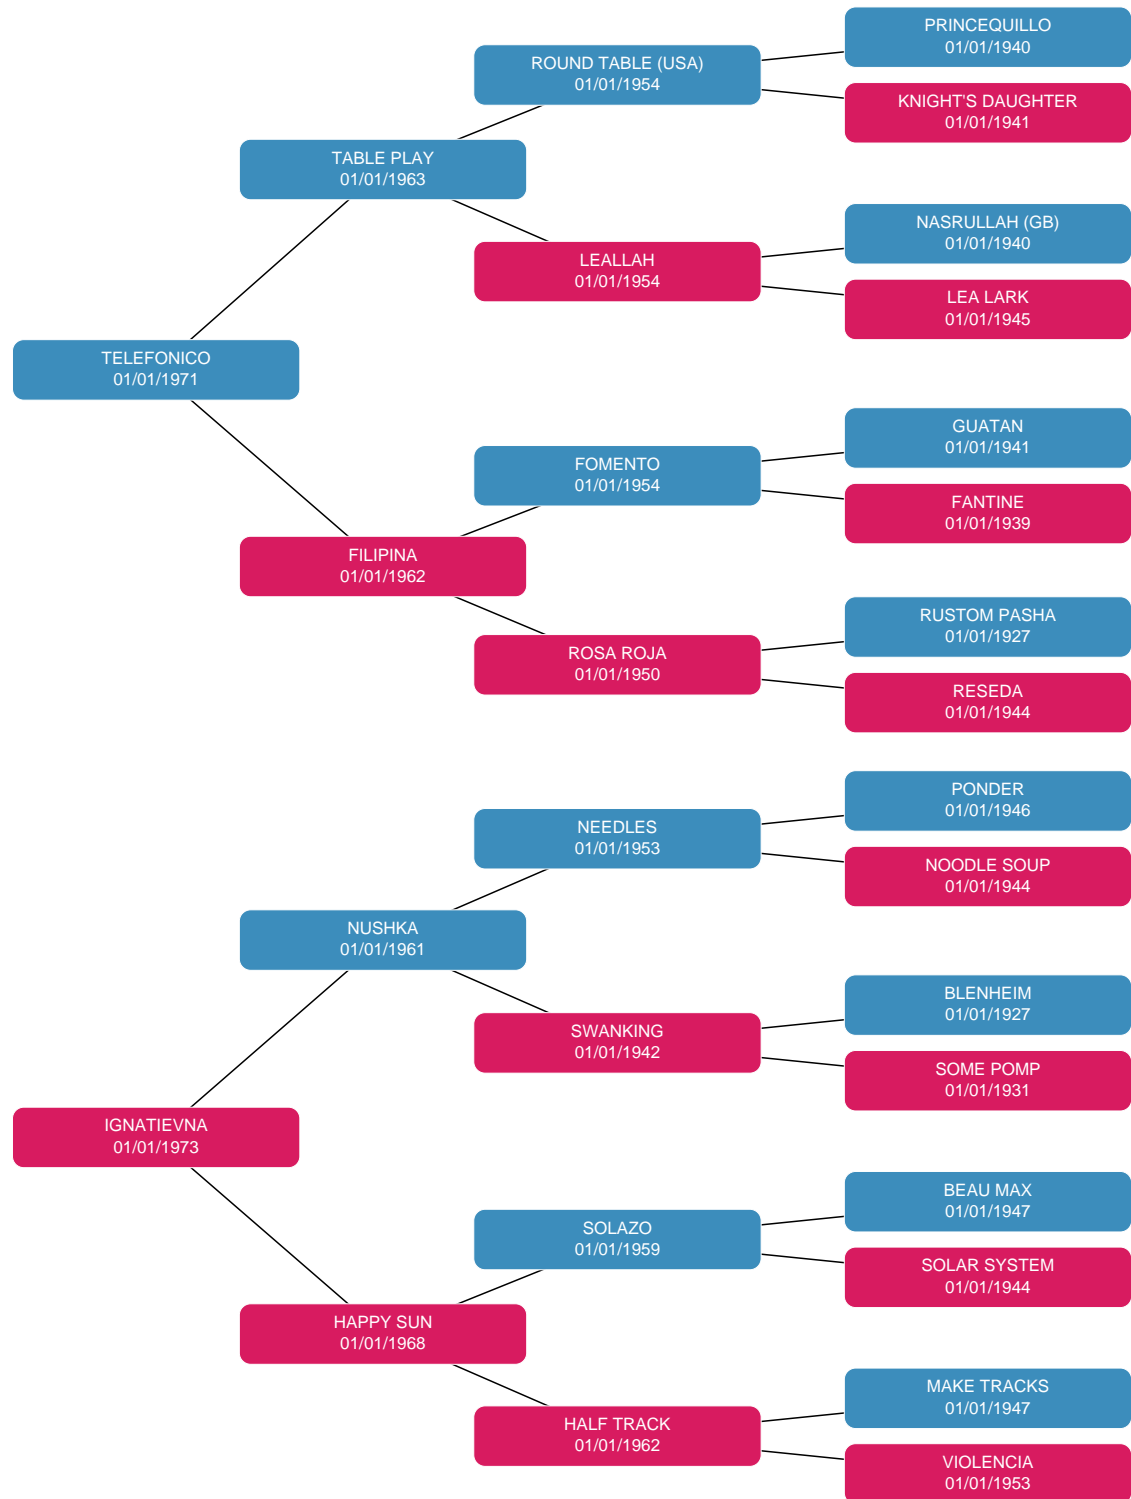 PRINCEQUILLO
01/01/1940
ROUND TABLE (USA)
01/01/1954
KNIGHT'S DAUGHTER
01/01/1941
TABLE PLAY
01/01/1963
NASRULLAH (GB)
01/01/1940
LEALLAH
01/01/1954
LEA LARK
01/01/1945
TELEFONICO
01/01/1971
GUATAN
01/01/1941
FOMENTO
01/01/1954
FANTINE
01/01/1939
FILIPINA
01/01/1962
RUSTOM PASHA
01/01/1927
ROSA ROJA
01/01/1950
RESEDA
01/01/1944
PONDER
01/01/1946
NEEDLES
01/01/1953
NOODLE SOUP
01/01/1944
NUSHKA
01/01/1961
BLENHEIM
01/01/1927
SWANKING
01/01/1942
SOME POMP
01/01/1931
IGNATIEVNA
01/01/1973
BEAU MAX
01/01/1947
SOLAZO
01/01/1959
SOLAR SYSTEM
01/01/1944
HAPPY SUN
01/01/1968
MAKE TRACKS
01/01/1947
HALF TRACK
01/01/1962
VIOLENCIA
01/01/1953